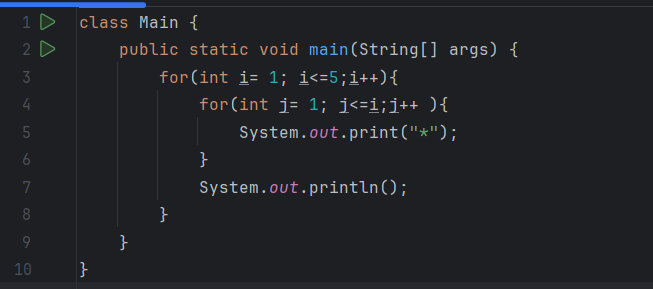 1 class Main {
2     public static void main(String[] args) {
3         for(int i= 1; i<=5;i++){
4             for(int j= 1; j<=i;j++ ){
5                 System.out.print("*");
6             }
7             System.out.println();
8         }
9     }
10 }